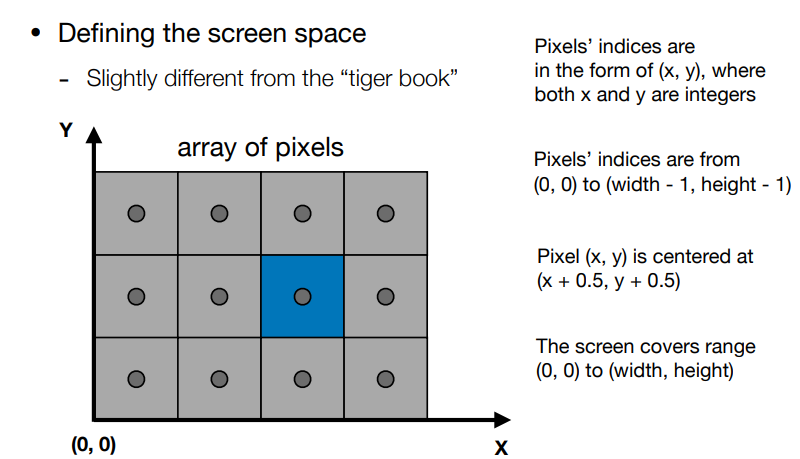 • Defining the screen space
- Slightly different from the “tiger book”
Y
array of pixels
(0, 0)
X
Pixels’ indices are
in the form of (x, y), where
both x and y are integers
Pixels’ indices are from
(0, 0) to (width - 1, height - 1)
Pixel (x, y) is centered at
(x + 0.5, y + 0.5)
The screen covers range
(0, 0) to (width, height)